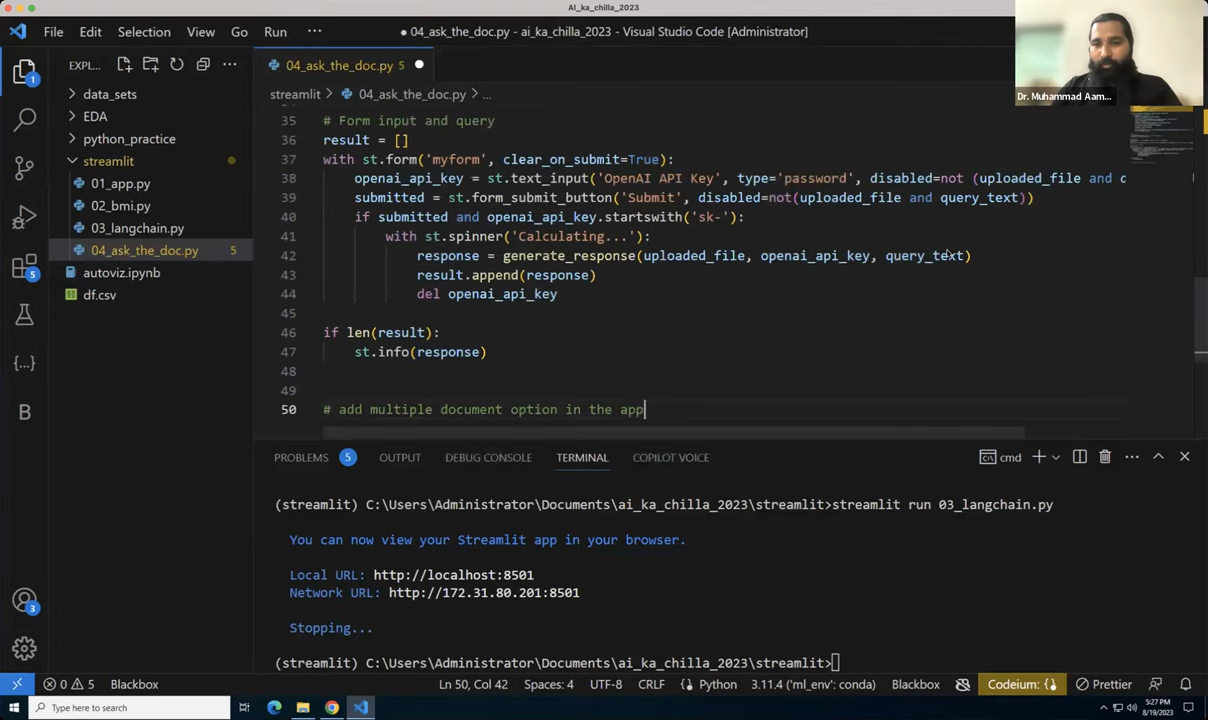 AI_ka_chilla_2023
File Edit Selection View Go Run ···
● 04_ask_the_doc.py - ai_ka_chilla_2023 - Visual Studio Code [Administrator]
Dr. Muhammad Aam...
EXPL...
04_ask_the_doc.py 5
streamlit > 04_ask_the_doc.py > ...
data_sets
EDA
python_practice
streamlit
01_app.py
02_bmi.py
03_langchain.py
04_ask_the_doc.py 5
autoviz.ipynb
df.csv
1
5
3
35 # Form input and query
36 result = []
37 with st.form('myform', clear_on_submit=True):
38 openai_api_key = st.text_input('OpenAI API Key', type='password', disabled=not (uploaded_file and q
39 submitted = st.form_submit_button('Submit', disabled=not(uploaded_file and query_text))
40 if submitted and openai_api_key.startswith('sk-'):
41 with st.spinner('Calculating...'):
42 response = generate_response(uploaded_file, openai_api_key, query_text)
43 result.append(response)
44 del openai_api_key
45
46 if len(result):
47 st.info(response)
48
49
50 # add multiple document option in the app
PROBLEMS 5 OUTPUT DEBUG CONSOLE TERMINAL COPILOT VOICE
cmd
(streamlit) C:\Users\Administrator\Documents\ai_ka_chilla_2023\streamlit>streamlit run 03_langchain.py
You can now view your Streamlit app in your browser.
Local URL: http://localhost:8501
Network URL: http://172.31.80.201:8501
Stopping...
(streamlit) C:\Users\Administrator\Documents\ai_ka_chilla_2023\streamlit>
0 5 Blackbox
Ln 50, Col 42 Spaces: 4 UTF-8 CRLF Python 3.11.4 ('ml_env': conda) Blackbox Codeium: {} Prettier
Type here to search
5:27 PM
8/19/2023